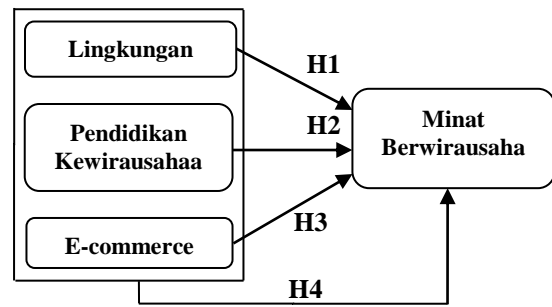 Lingkungan
H1
Pendidikan
Kewirausahaa
H2
Minat
Berwirausaha
E-commerce
H3
H4